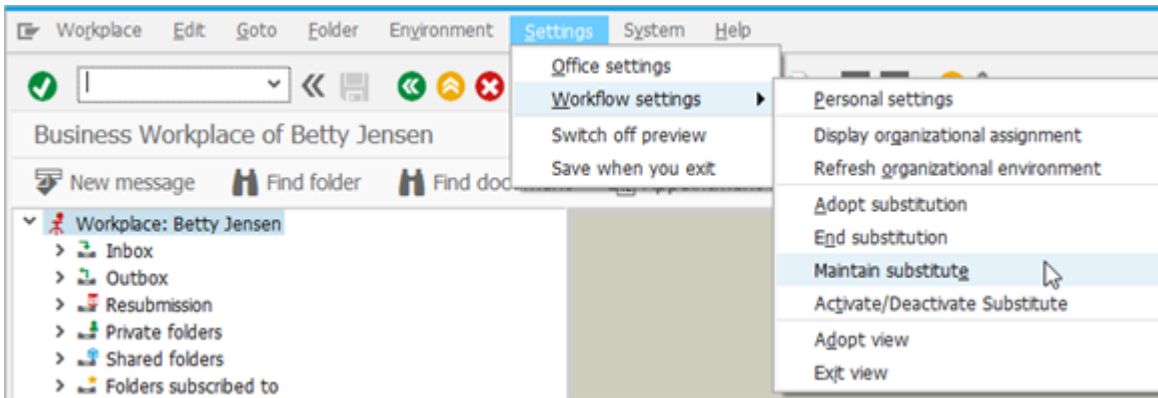 Workplace Edit Goto Folder Environment Settings System Help
Office settings
Workflow settings
Switch off preview
Save when you exit
Personal settings
Display organizational assignment
Refresh organizational environment
Adopt substitution
End substitution
Maintain substitute
Activate/Deactivate Substitute
Adopt view
Exit view
Business Workplace of Betty Jensen
New message Find folder Find
Workplace: Betty Jensen
Inbox
Outbox
Resubmission
Private folders
Shared folders
Folders subscribed to